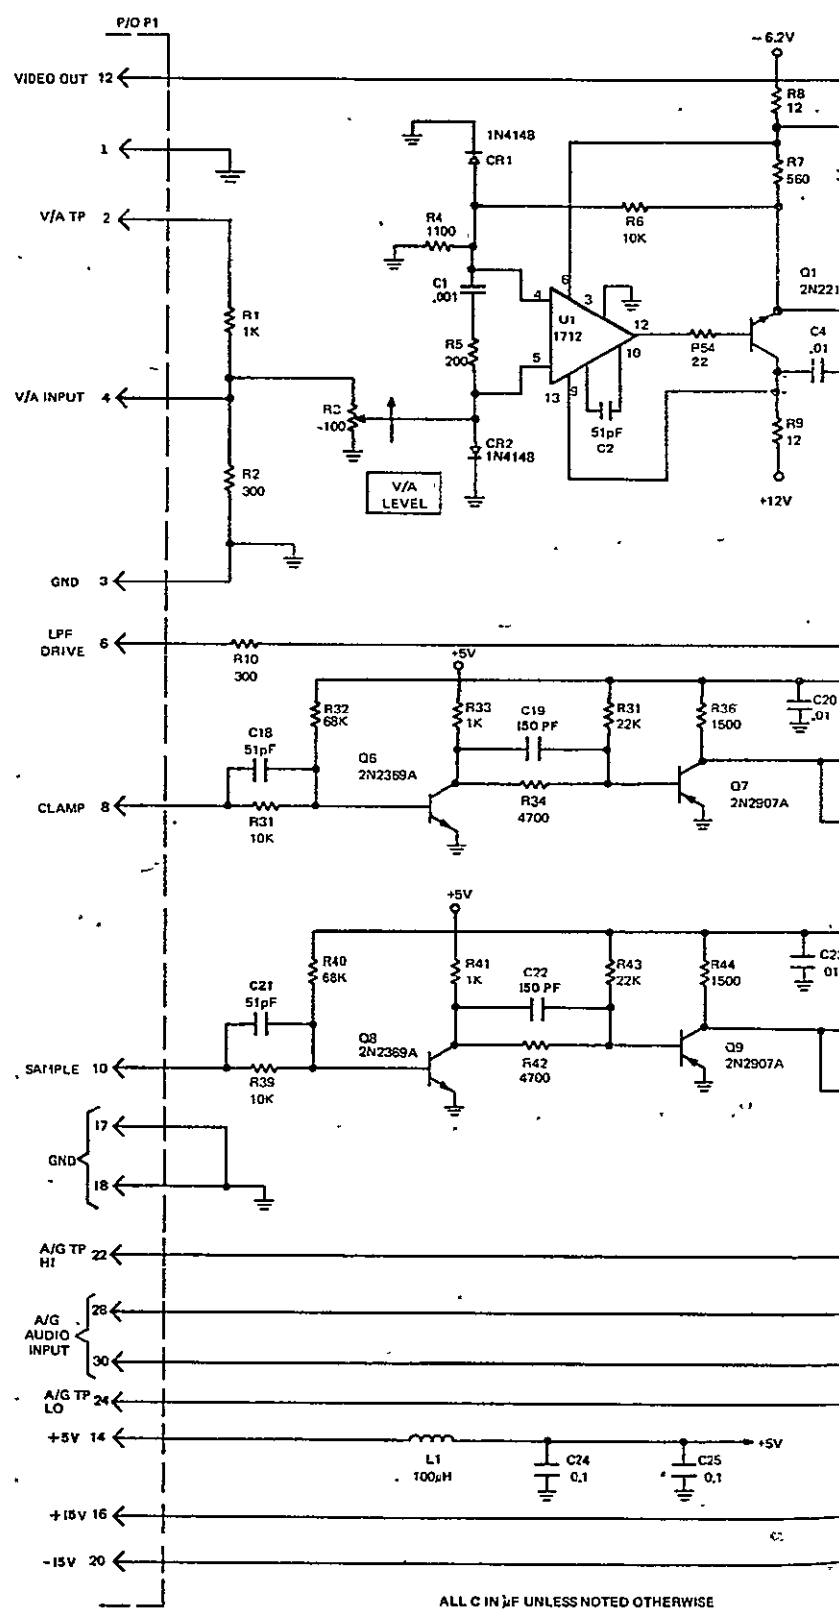 P/O P1
VIDEO OUT 12
1
V/A TP 2
V/A INPUT 4
GND 3
R1
1K
R2
300
R3
100
V/A
LEVEL
1N4148
CR1
R4
1100
C1
.001
R5
200
CR2
1N4148
R6
10K
- 6.2V
R8
12
R7
560
U1
1712
4
5
6
3
12
10
9
13
51pF
C2
R54
22
Q1
2N221
C4
.01
R9
12
+12V
LPF
DRIVE 6
R10
300
CLAMP 8
C18
51pF
R31
10K
R32
68K
Q6
2N2369A
+5V
R33
1K
C19
150 PF
R34
4700
R31
22K
R36
1500
Q7
2N2907A
C20
.01
SAMPLE 10
C21
51pF
R39
10K
R40
68K
Q8
2N2369A
+5V
R41
1K
C22
150 PF
R42
4700
R43
22K
R44
1500
Q9
2N2907A
01
GND
17
18
A/G TP
HI 22
A/G
AUDIO
INPUT
28
30
A/G TP
LO 24
+5V 14
L1
100µH
C24
0.1
C25
0.1
+5V
+15V 16
-15V 20
ALL C IN µF UNLESS NOTED OTHERWISE